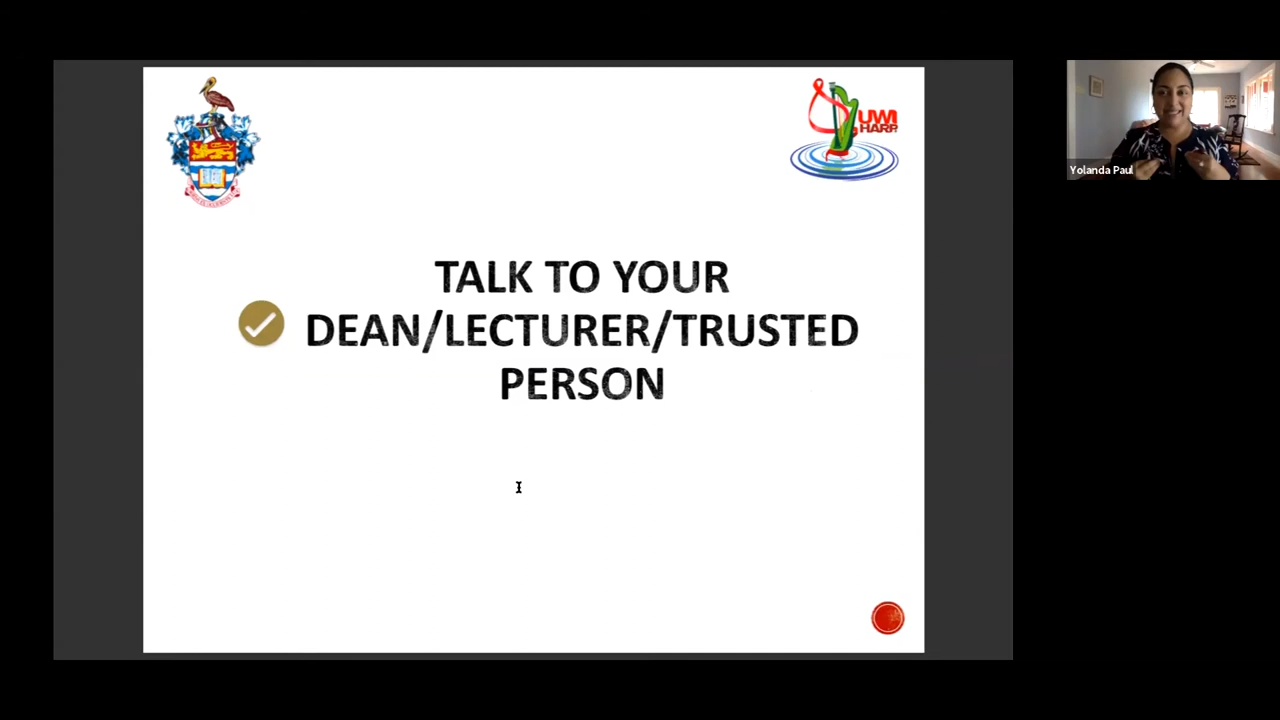 UWI
HARP
Yolanda Paul
TALK TO YOUR
DEAN/LECTURER/TRUSTED
PERSON